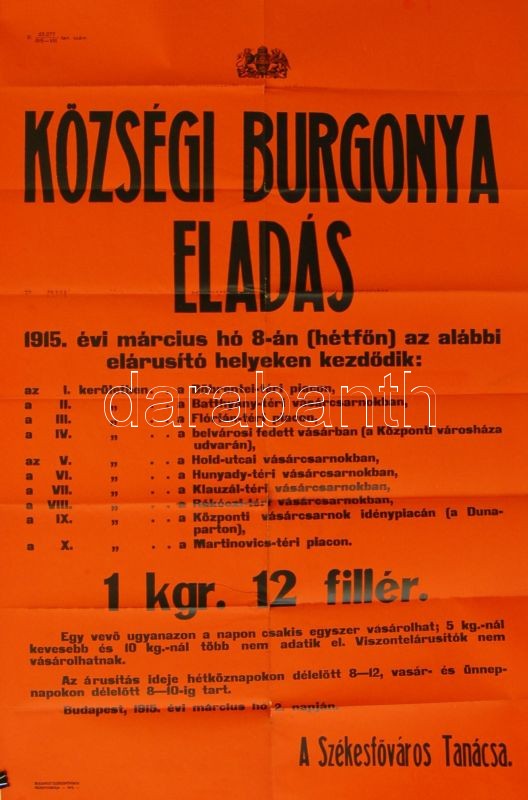 KÖZSÉGI BURGONYA
ELADÁS
1915. évi március hó 8-án (hétfőn) az alábbi
elárusító helyeken kezdődik:
az I. kerületben a Döbrentei-téri piacon,
a II. „ . . a Batthyány-téri vásárcsarnokban,
a III. „ . . a Flórián-téri piacon,
a IV. „ . . a belvárosi fedett vásárban (a Központi városháza
udvarán),
az V. „ . . a Hold-utcai vásárcsarnokban,
a VI. „ . . a Hunyady-téri vásárcsarnokban,
a VII. „ . . a Klauzál-téri vásárcsarnokban,
a VIII. „ . . a Rákóczi-téri vásárcsarnokban,
a IX. „ . . a Központi vásárcsarnok idénypiacán (a Duna-
parton),
a X. „ . . a Martinovics-téri piacon.
darabanth
1 kgr. 12 fillér.
Egy vevő ugyanazon a napon csakis egyszer vásárolhat; 5 kg.-nál
kevesebb és 10 kg.-nál több nem adatik el. Viszontelárusítók nem
vásárolhatnak.
Az árusítás ideje hétköznapokon délelőtt 8—12, vasár- és ünnep-
napokon délelőtt 8—10-ig tart.
Budapest, 1915. évi március hó 2. napján.
A Székesfőváros Tanácsa.